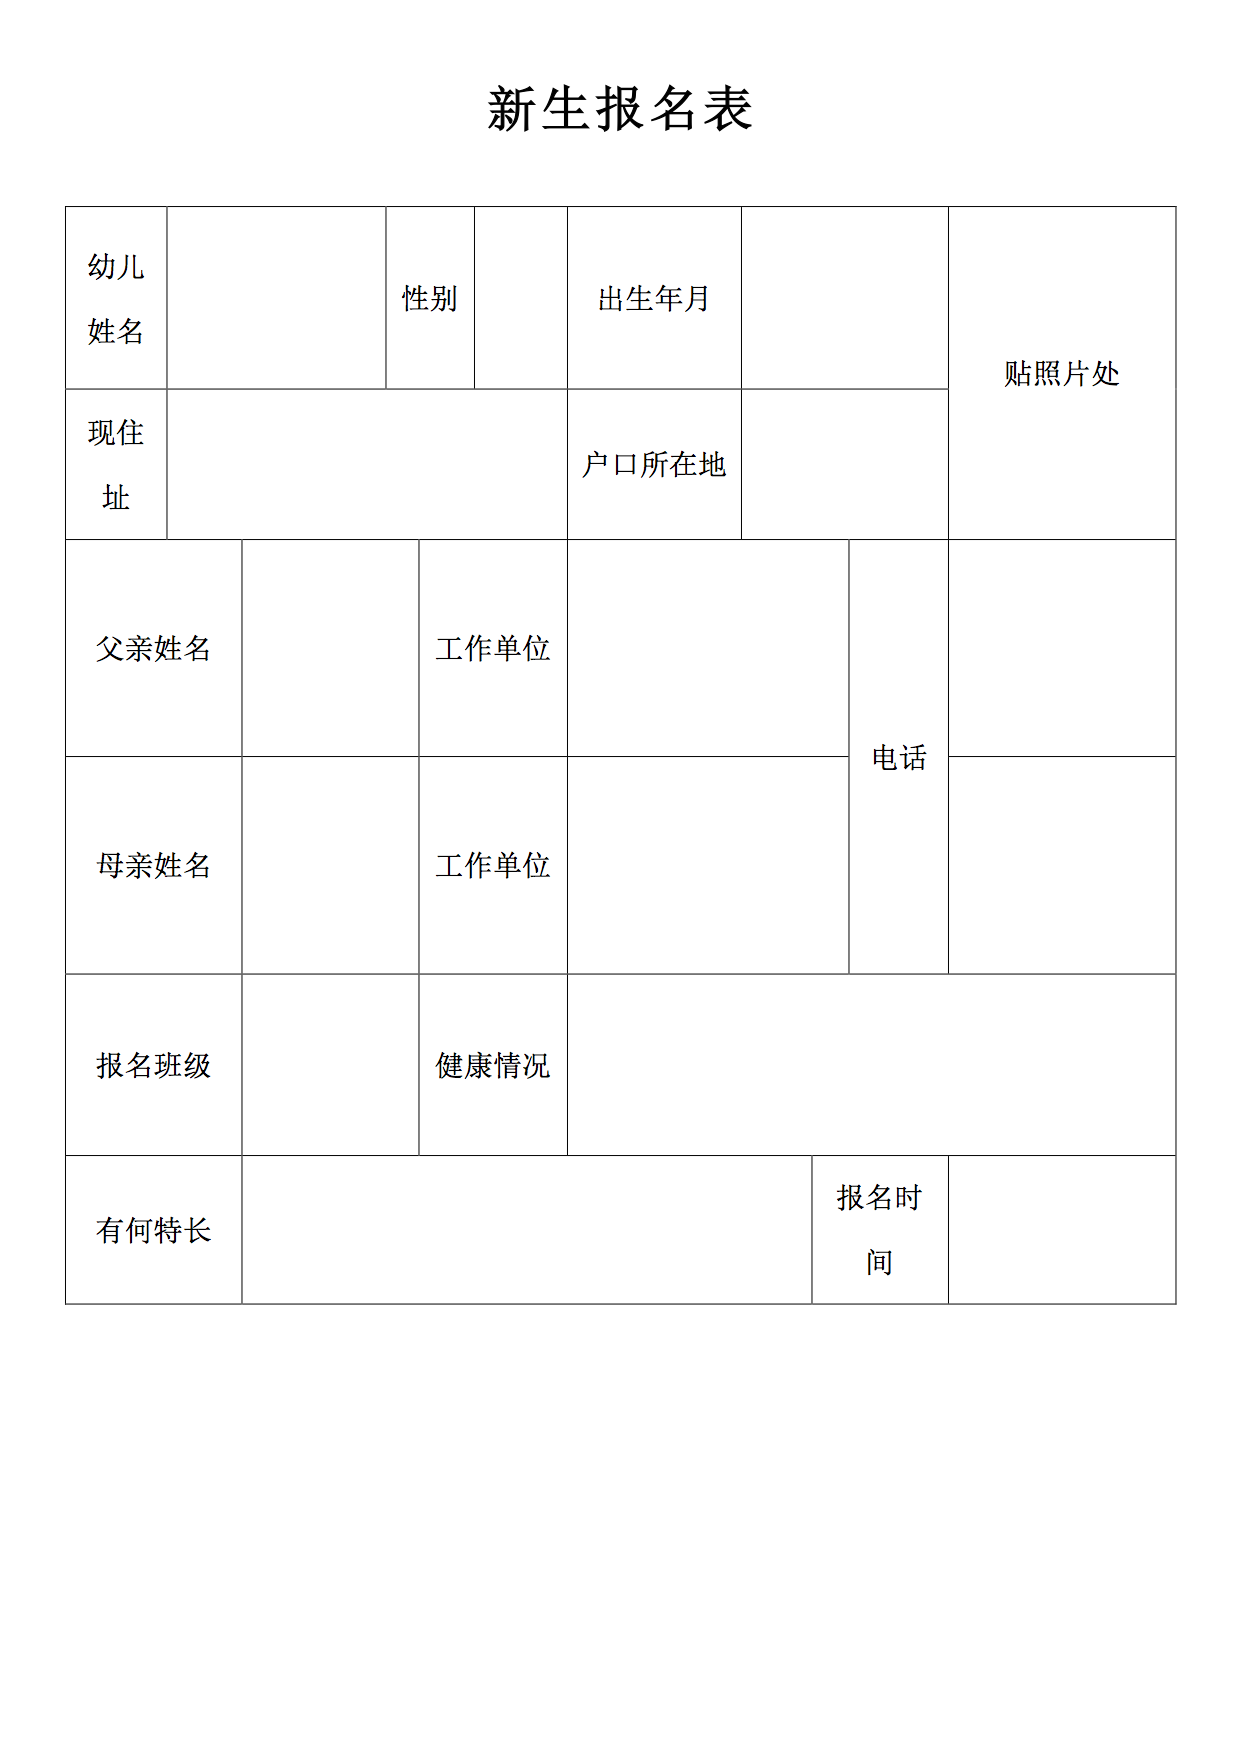 新生报名表
幼儿
姓名
性别
出生年月
贴照片处
现住
址
户口所在地
父亲姓名
工作单位
电话
母亲姓名
工作单位
报名班级
健康情况
有何特长
报名时
间